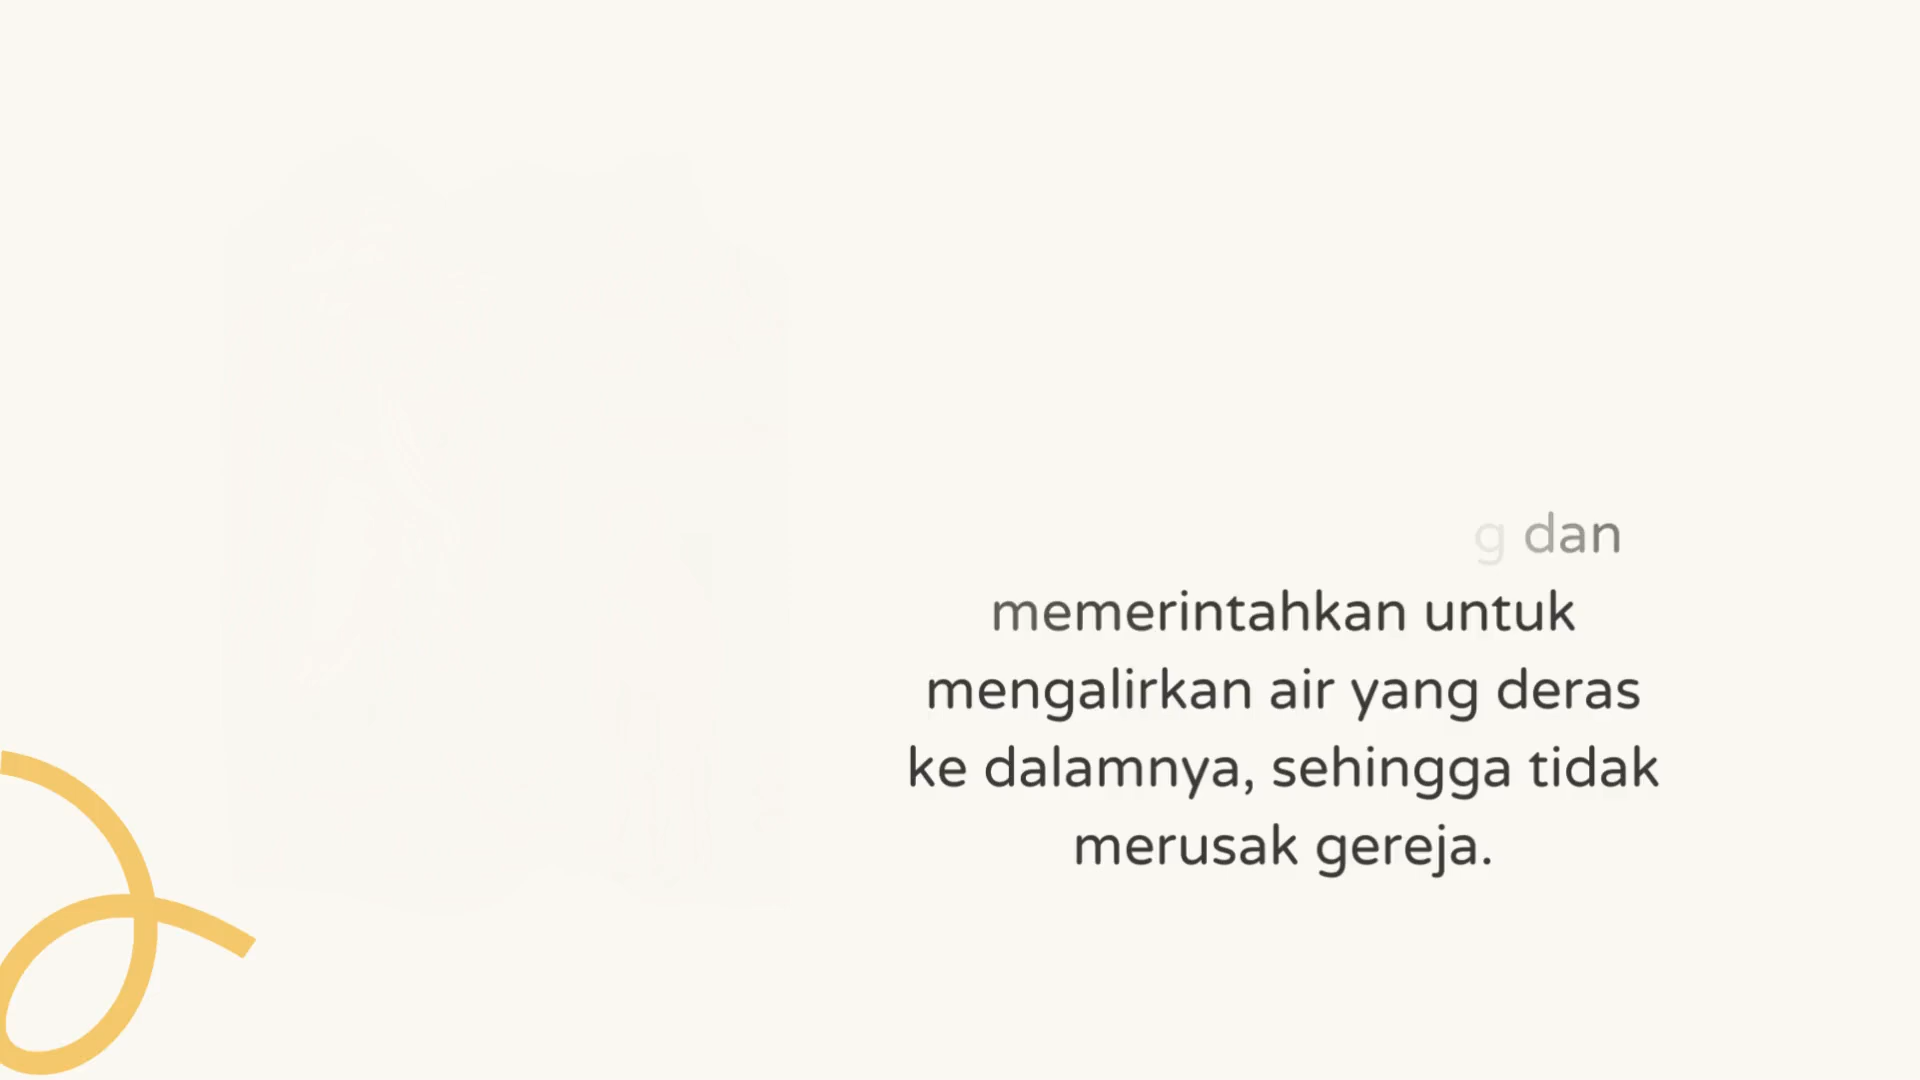 g dan
memerintahkan untuk
mengalirkan air yang deras
ke dalamnya, sehingga tidak
merusak gereja.